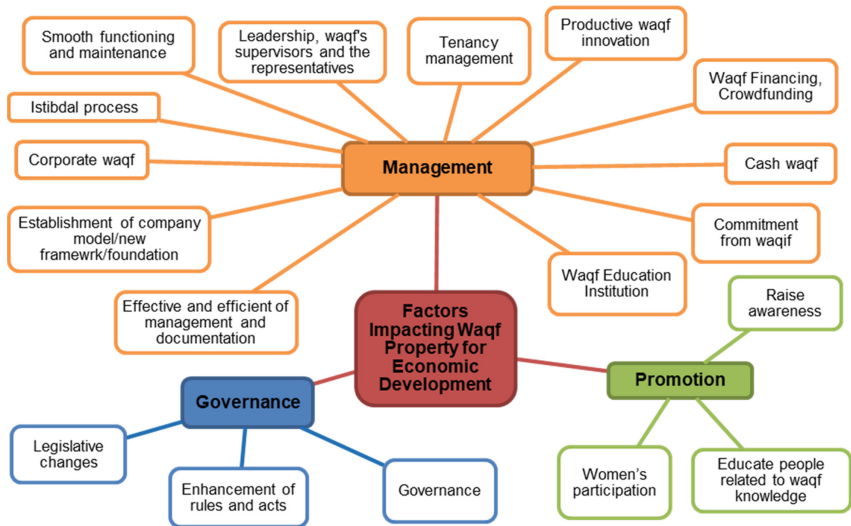 Smooth functioning
and maintenance
Leadership, waqf's
supervisors and the
representatives
Tenancy
management
Productive waqf
innovation
Waqf Financing,
Crowdfunding
Istibdal process
Corporate waqf
Management
Cash waqf
Establishment of company
model/new
framewrk/foundation
Commitment
from waqif
Waqf Education
Institution
Effective and efficient of
management and
documentation
Factors
Impacting Waqf
Property for
Economic
Development
Raise
awareness
Promotion
Governance
Legislative
changes
Enhancement of
rules and acts
Governance
Women's
participation
Educate people
related to waqf
knowledge